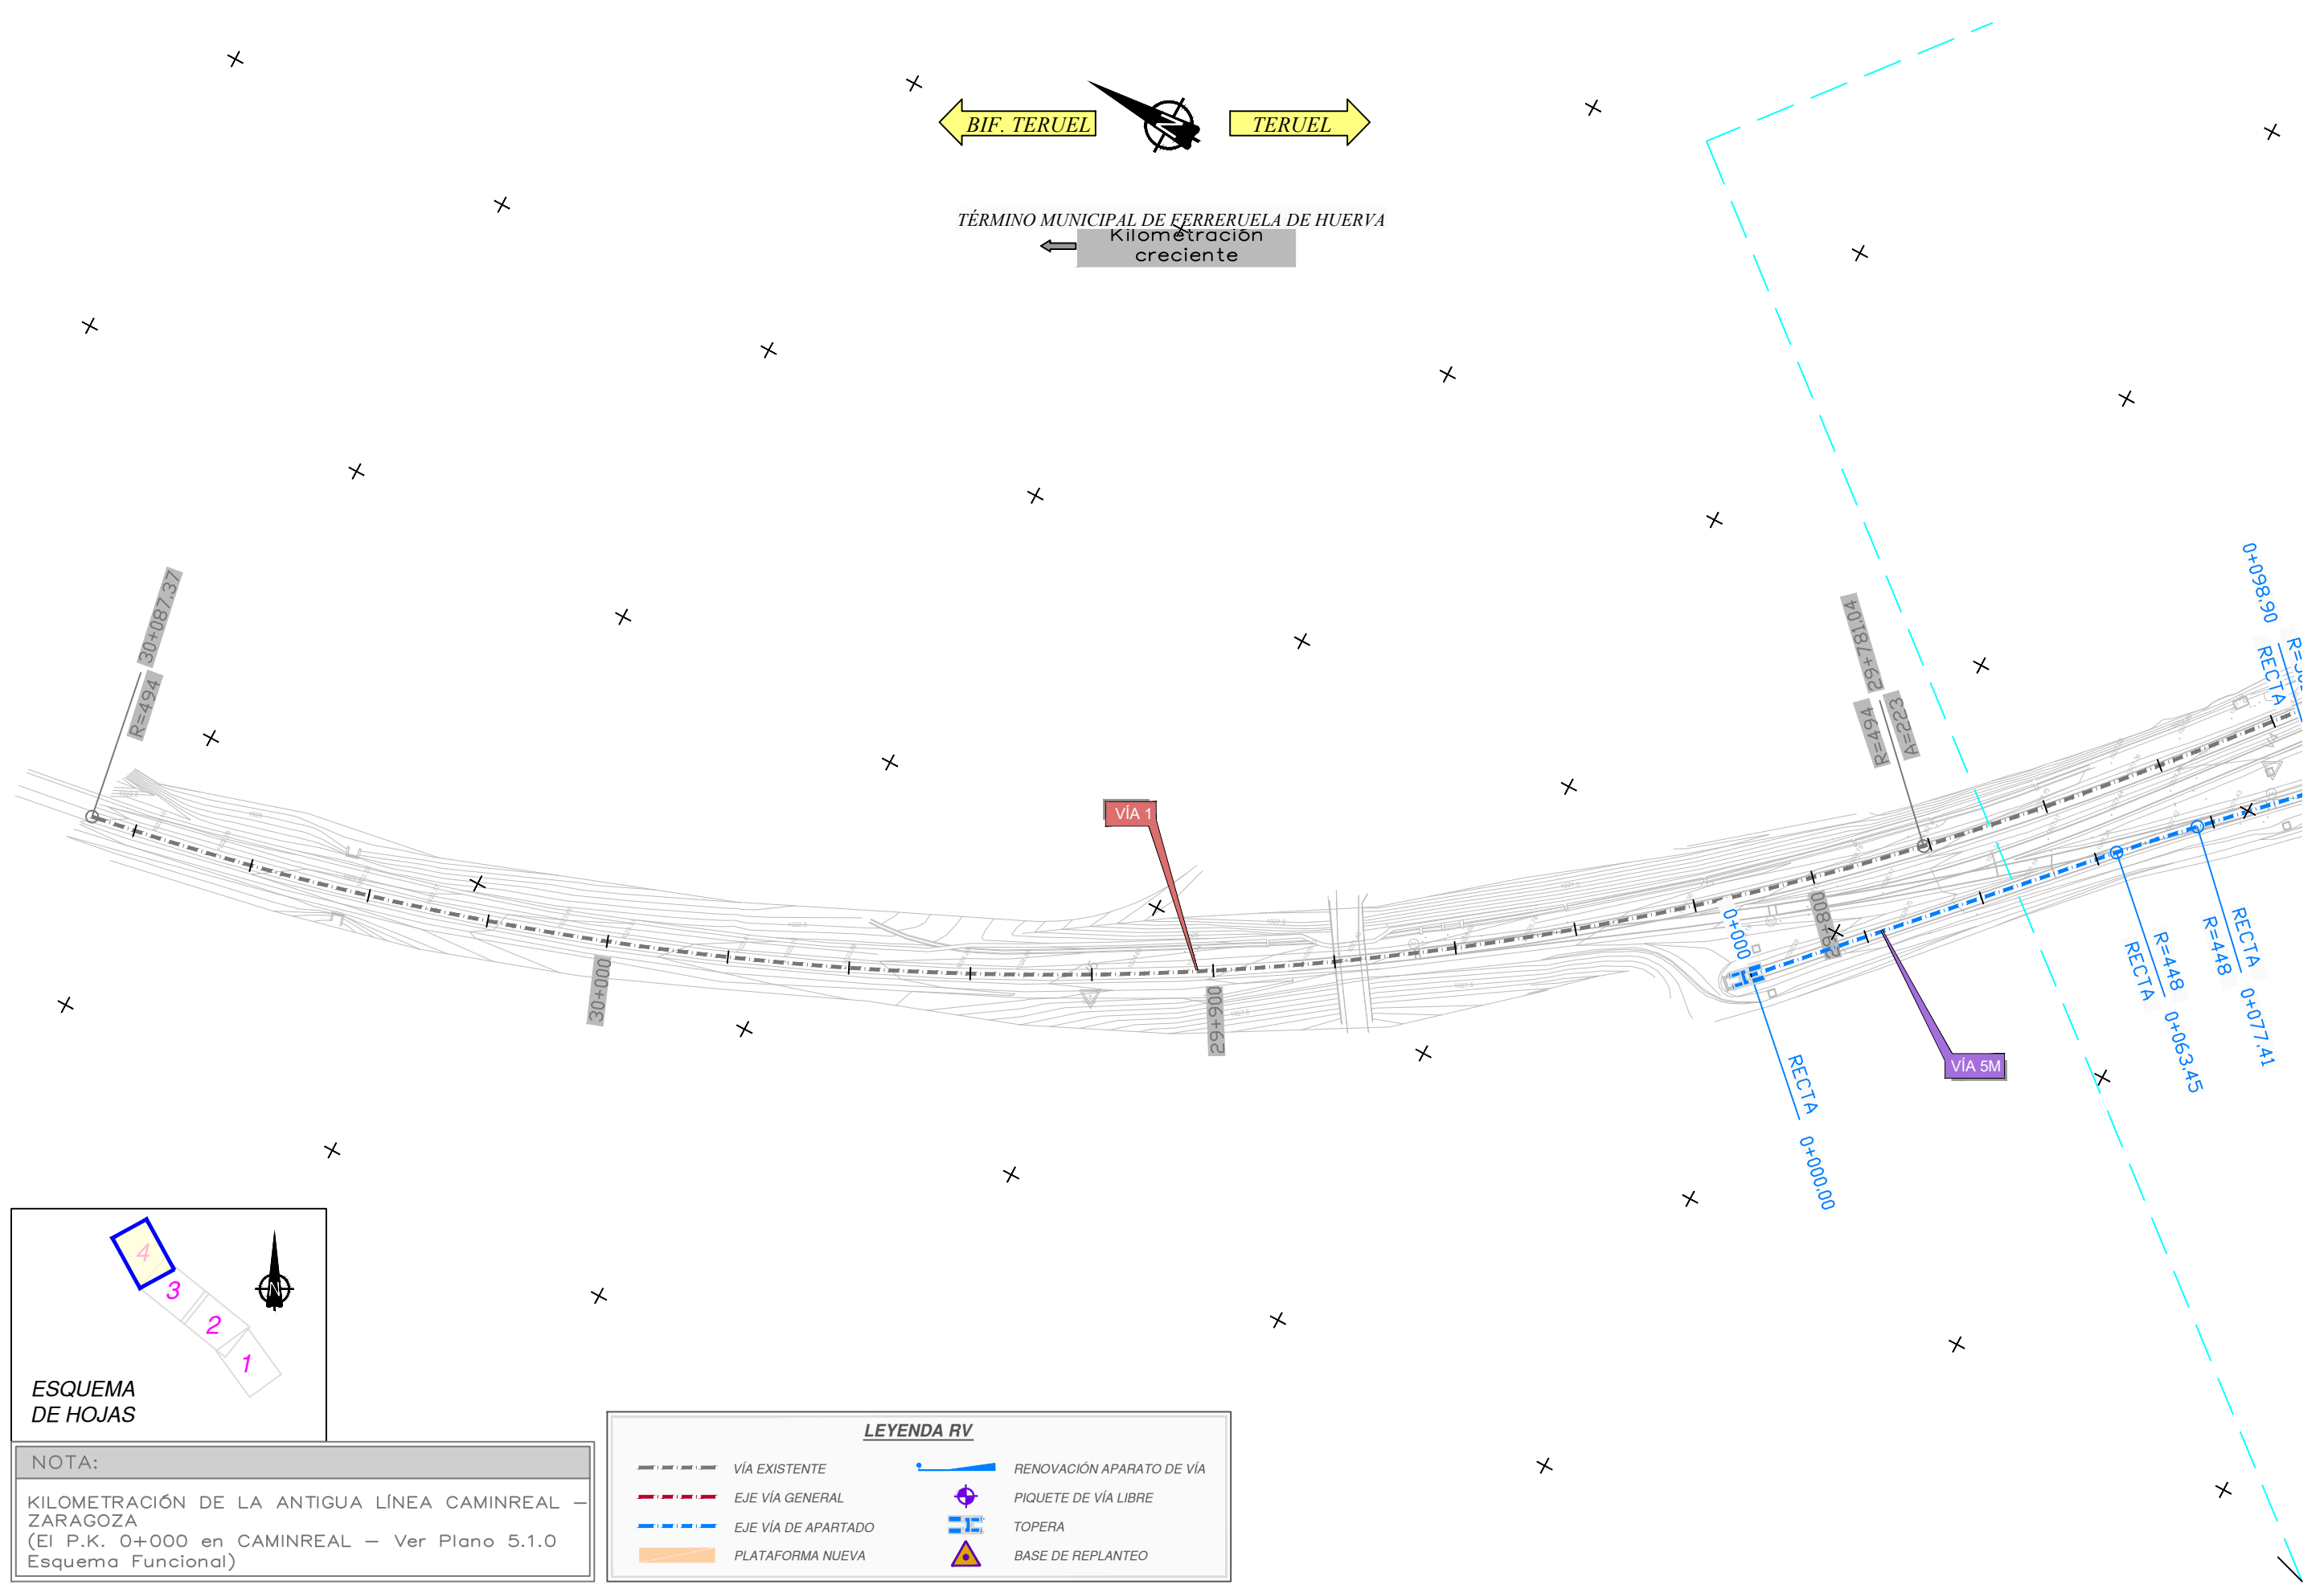 BIF. TERUEL
N
TERUEL
TÉRMINO MUNICIPAL DE FERRERUELA DE HUERVA
Kilometración
creciente
30+087.37
R=494
29+781.04
R=494
A=223
0+098.90
RECTA
VÍA 1
30+000
29+900
29+800
0+000
RECTA
0+000.00
VÍA 5M
R=448
RECTA
0+063.45
RECTA
R=448
0+077.41
4
3
2
1
N
ESQUEMA
DE HOJAS
NOTA:
KILOMETRACIÓN DE LA ANTIGUA LÍNEA CAMINREAL –
ZARAGOZA
(El P.K. 0+000 en CAMINREAL – Ver Plano 5.1.0
Esquema Funcional)
LEYENDA RV
VÍA EXISTENTE
EJE VÍA GENERAL
EJE VÍA DE APARTADO
PLATAFORMA NUEVA
RENOVACIÓN APARATO DE VÍA
PIQUETE DE VÍA LIBRE
TOPERA
BASE DE REPLANTEO